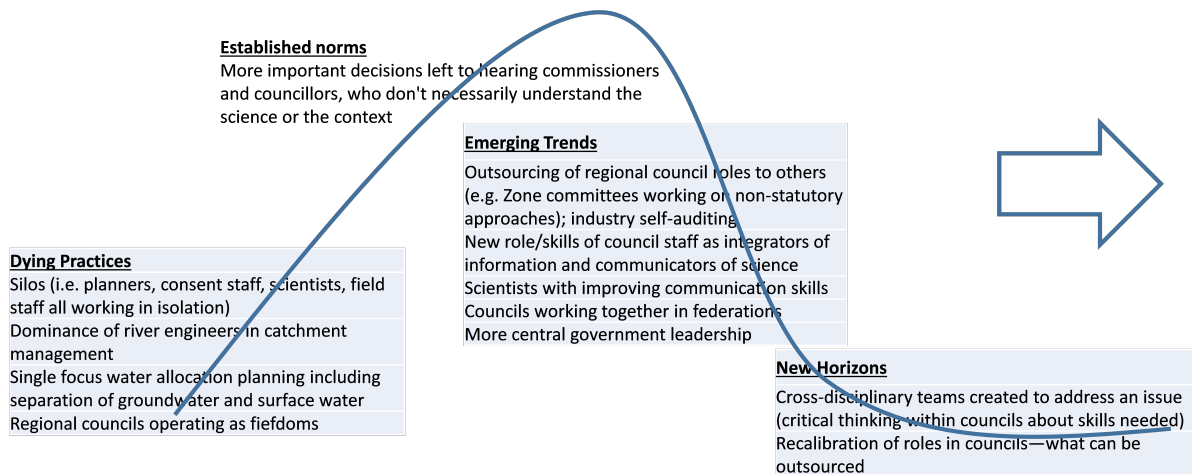 Established norms
More important decisions left to hearing commissioners
and councillors, who don't necessarily understand the
science or the context
Emerging Trends
Outsourcing of regional council roles to others
(e.g. Zone committees working on non-statutory
approaches); industry self-auditing
New role/skills of council staff as integrators of
information and communicators of science
Scientists with improving communication skills
Councils working together in federations
More central government leadership
Dying Practices
Silos (i.e. planners, consent staff, scientists, field
staff all working in isolation)
Dominance of river engineers in catchment
management
Single focus water allocation planning including
separation of groundwater and surface water
Regional councils operating as fiefdoms
New Horizons
Cross-disciplinary teams created to address an issue
(critical thinking within councils about skills needed)
Recalibration of roles in councils—what can be
outsourced